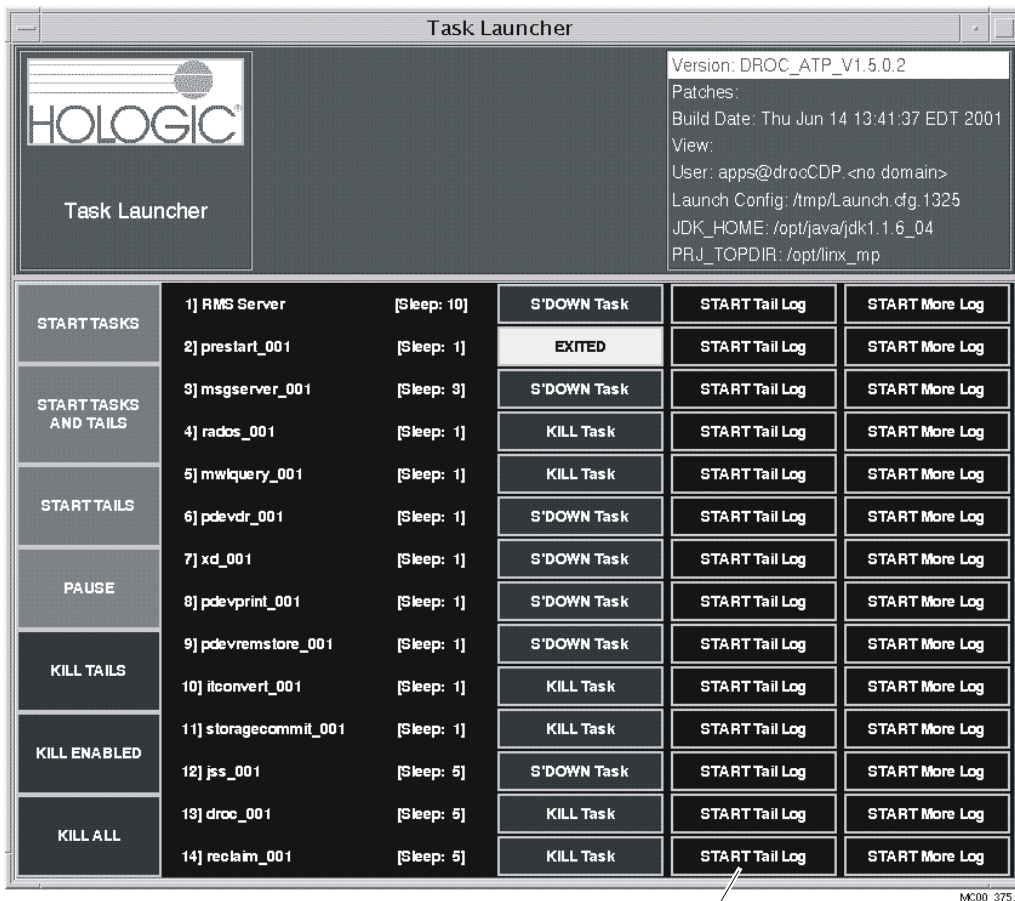 Task Launcher
HOLOGIC®
Task Launcher
Version: DROC_ATP_V1.5.0.2
Patches:
Build Date: Thu Jun 14 13:41:37 EDT 2001
View:
User: apps@drocCDP.<no domain>
Launch Config: /tmp/Launch.cfg.1325
JDK_HOME: /opt/java/jdk1.1.6_04
PRJ_TOPDIR: /opt/linx_mp
START TASKS
START TASKS
AND TAILS
START TAILS
PAUSE
KILL TAILS
KILL ENABLED
KILL ALL
1] RMS Server [Sleep: 10] S'DOWN Task START Tail Log START More Log
2] prestart_001 [Sleep: 1] EXITED START Tail Log START More Log
3] msgserver_001 [Sleep: 3] S'DOWN Task START Tail Log START More Log
4] rados_001 [Sleep: 1] KILL Task START Tail Log START More Log
5] mwlquery_001 [Sleep: 1] KILL Task START Tail Log START More Log
6] pdevdr_001 [Sleep: 1] S'DOWN Task START Tail Log START More Log
7] xd_001 [Sleep: 1] S'DOWN Task START Tail Log START More Log
8] pdevprint_001 [Sleep: 1] S'DOWN Task START Tail Log START More Log
9] pdevremstore_001 [Sleep: 1] S'DOWN Task START Tail Log START More Log
10] itconvert_001 [Sleep: 1] KILL Task START Tail Log START More Log
11] storagecommit_001 [Sleep: 1] KILL Task START Tail Log START More Log
12] jss_001 [Sleep: 5] S'DOWN Task START Tail Log START More Log
13] droc_001 [Sleep: 5] KILL Task START Tail Log START More Log
14] reclaim_001 [Sleep: 5] KILL Task START Tail Log START More Log
MC00_375.